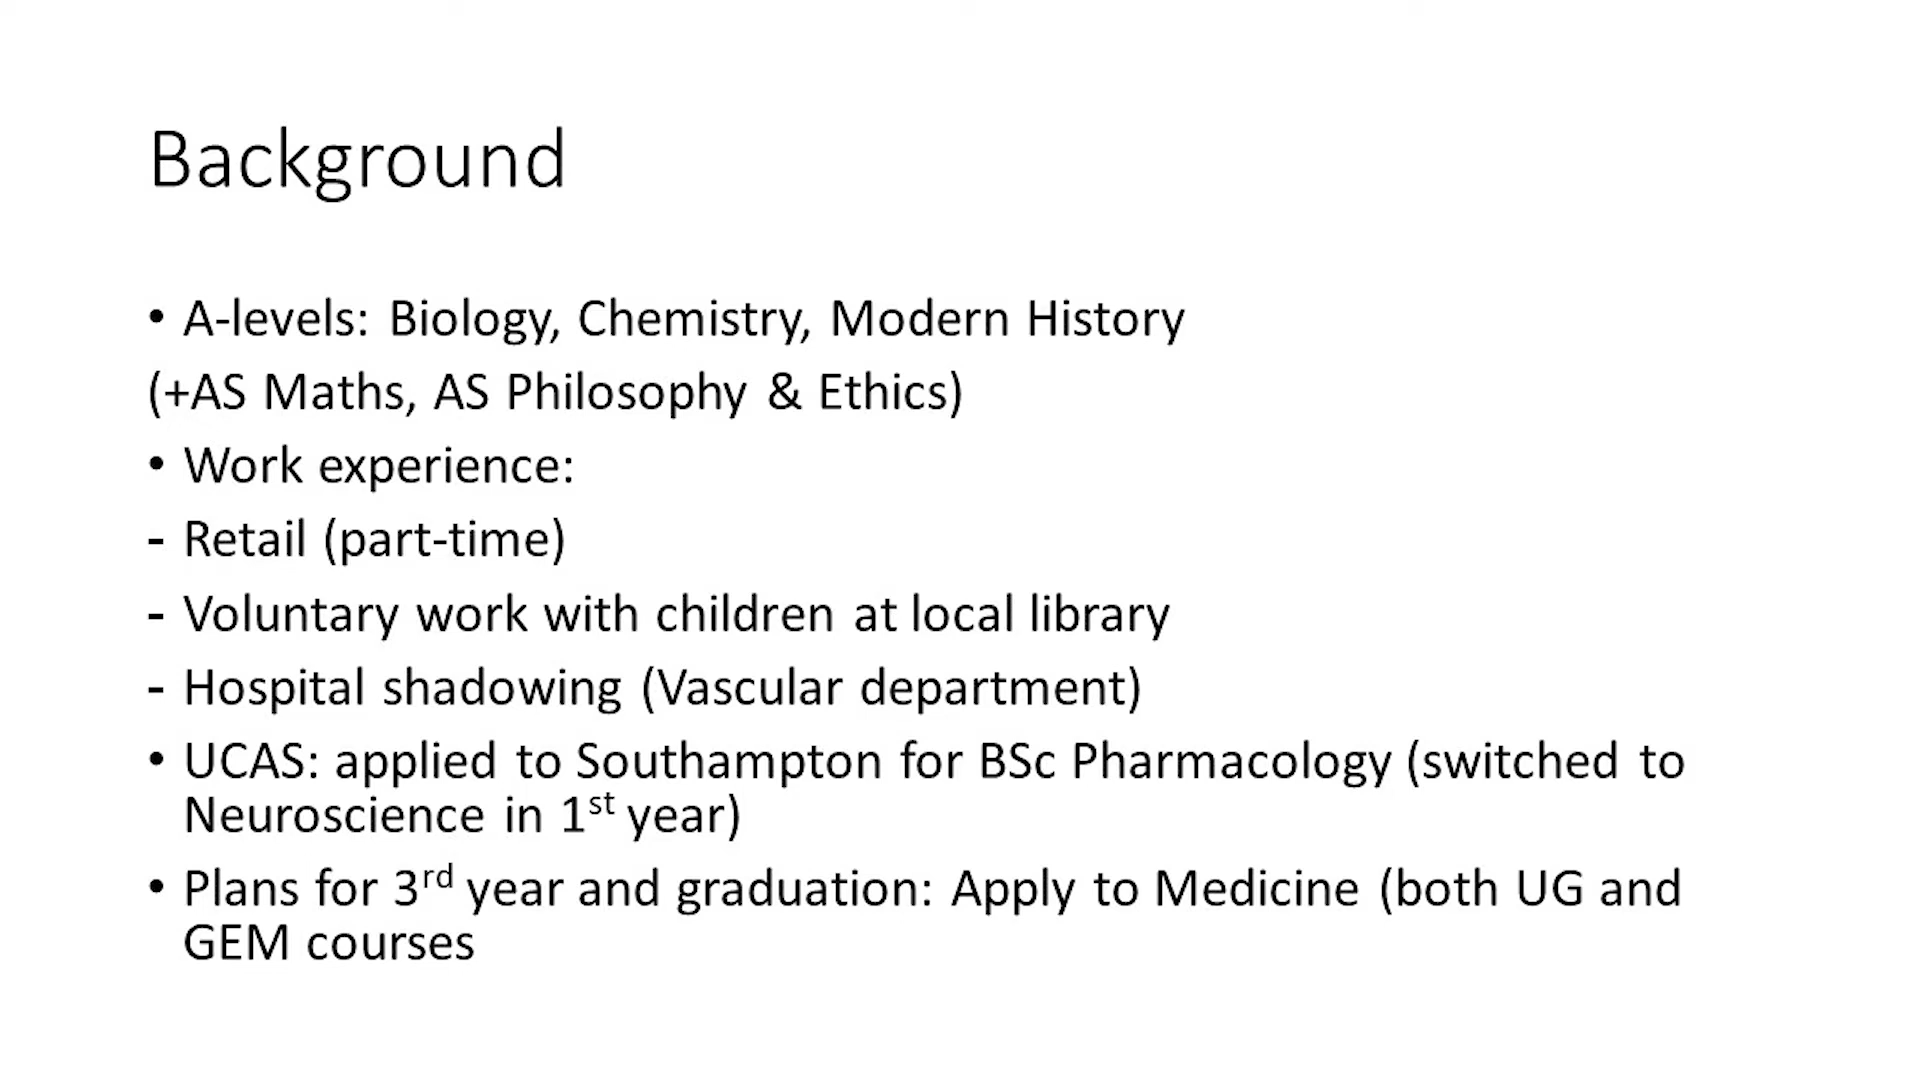 Background
• A-levels: Biology, Chemistry, Modern History
(+AS Maths, AS Philosophy & Ethics)
• Work experience:
- Retail (part-time)
- Voluntary work with children at local library
- Hospital shadowing (Vascular department)
• UCAS: applied to Southampton for BSc Pharmacology (switched to
Neuroscience in 1st year)
• Plans for 3rd year and graduation: Apply to Medicine (both UG and
GEM courses